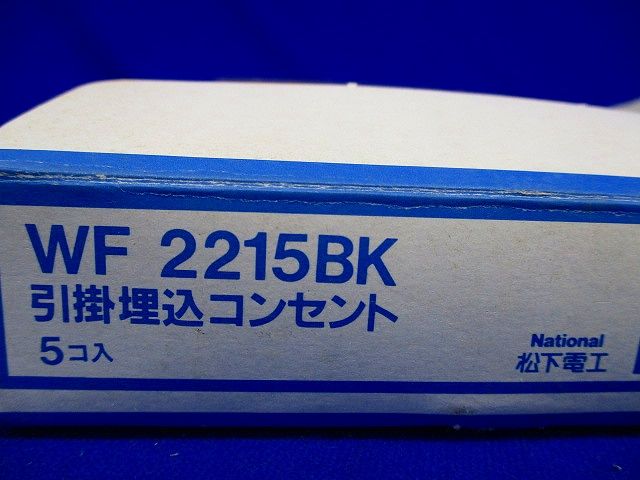 WF 2215BK
引掛埋込コンセント
5コ入
National
松下電工